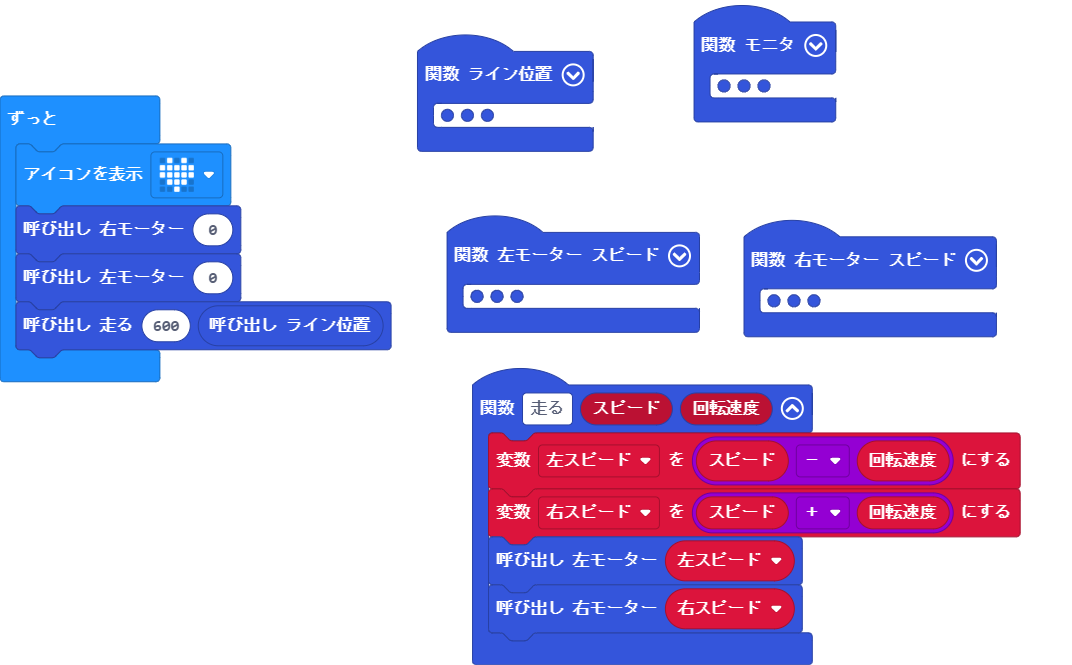 ずっと
アイコンを表示
呼び出し 右モーター 0
呼び出し 左モーター 0
呼び出し 走る 600 呼び出し ライン位置
関数 ライン位置
関数 モニタ
関数 左モーター スピード
関数 右モーター スピード
関数 走る スピード 回転速度
変数 左スピード を スピード - 回転速度 にする
変数 右スピード を スピード + 回転速度 にする
呼び出し 左モーター 左スピード
呼び出し 右モーター 右スピード